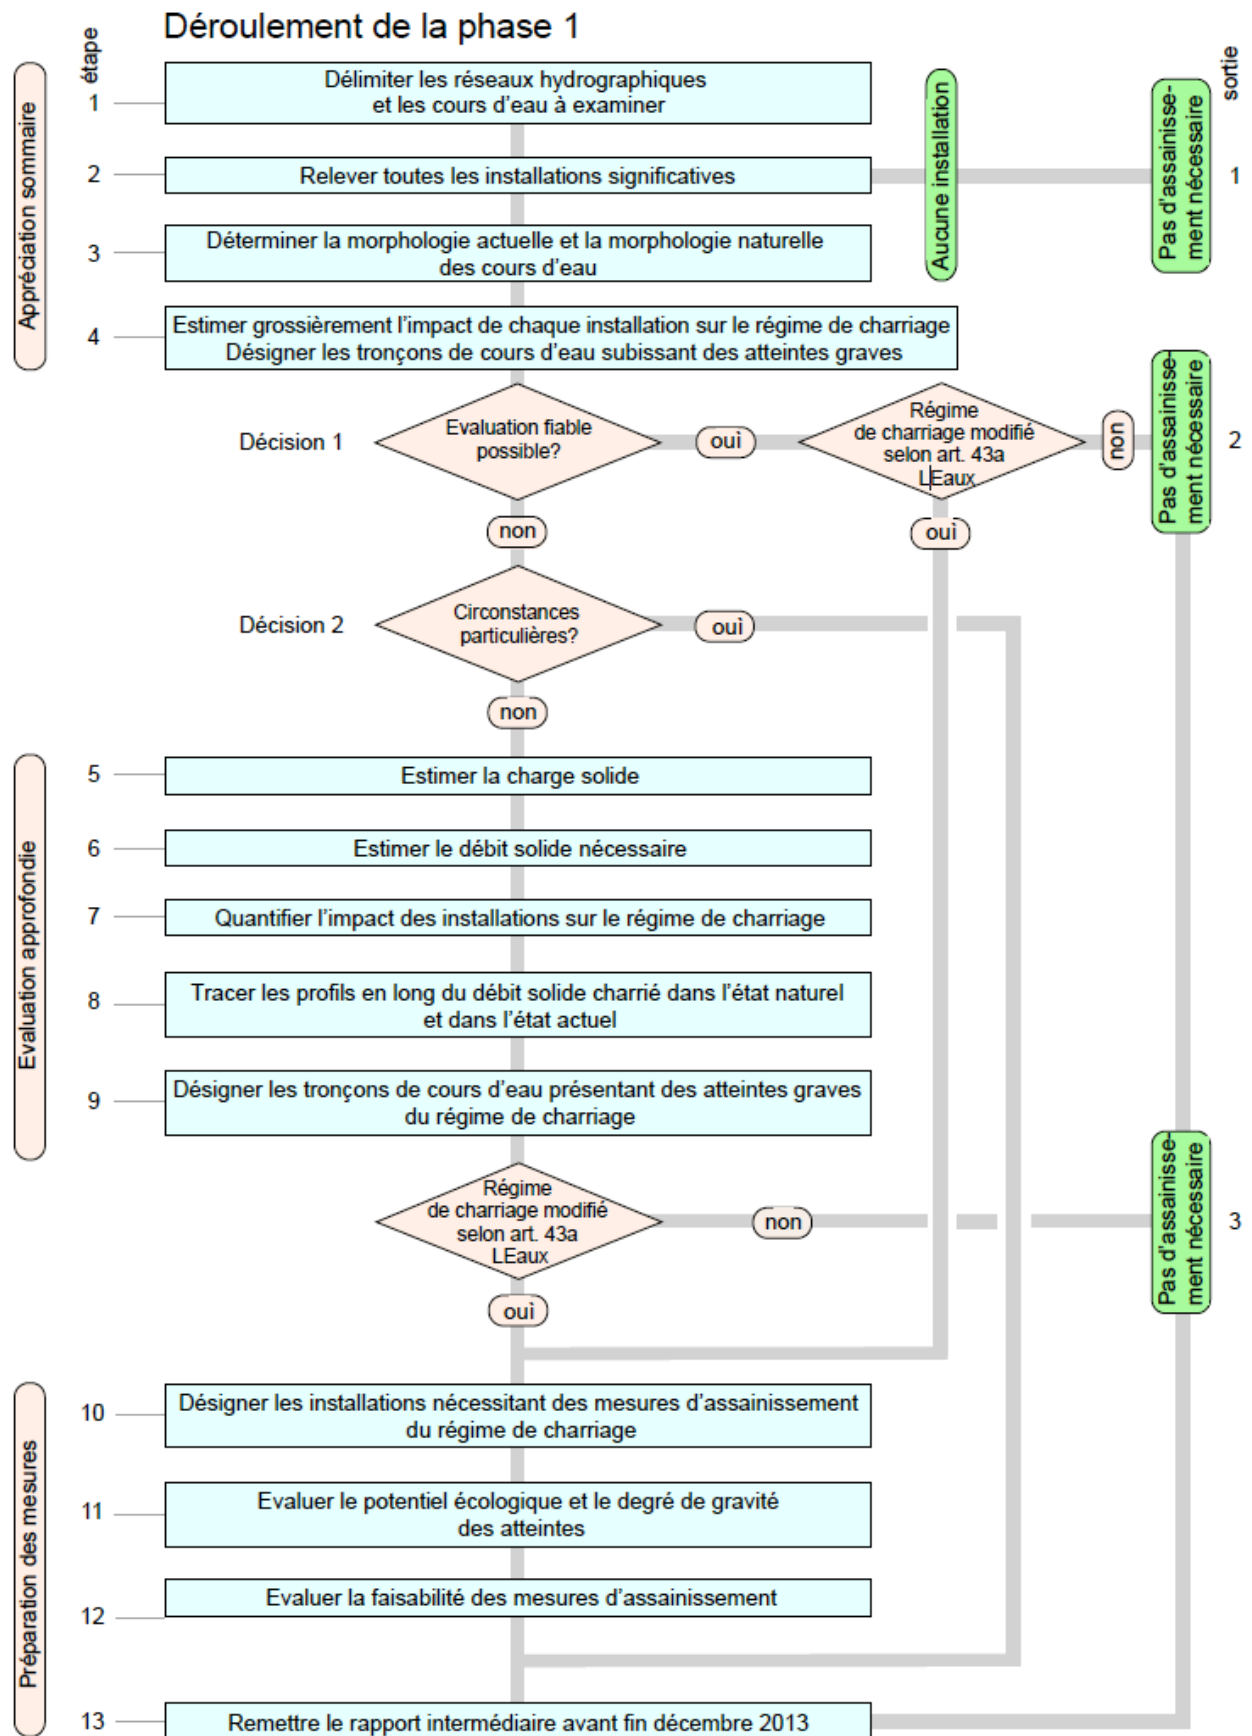 Déroulement de la phase 1
étape
sortie
Appréciation sommaire
1
Délimiter les réseaux hydrographiques
et les cours d'eau à examiner
Aucune installation
Pas d'assainisse-
ment nécessaire
1
2
Relever toutes les installations significatives
3
Déterminer la morphologie actuelle et la morphologie naturelle
des cours d'eau
4
Estimer grossièrement l'impact de chaque installation sur le régime de charriage
Désigner les tronçons de cours d'eau subissant des atteintes graves
Décision 1
Evaluation fiable
possible?
oui
Régime
de charriage modifié
selon art. 43a
LEaux
non
Pas d'assainisse-
ment nécessaire
2
non
oui
Décision 2
Circonstances
particulières?
oui
non
Evaluation approfondie
5
Estimer la charge solide
6
Estimer le débit solide nécessaire
7
Quantifier l'impact des installations sur le régime de charriage
8
Tracer les profils en long du débit solide charrié dans l'état naturel
et dans l'état actuel
9
Désigner les tronçons de cours d'eau présentant des atteintes graves
du régime de charriage
Régime
de charriage modifié
selon art. 43a
LEaux
non
Pas d'assainisse-
ment nécessaire
3
oui
Préparation des mesures
10
Désigner les installations nécessitant des mesures d'assainissement
du régime de charriage
11
Evaluer le potentiel écologique et le degré de gravité
des atteintes
12
Evaluer la faisabilité des mesures d'assainissement
13
Remettre le rapport intermédiaire avant fin décembre 2013